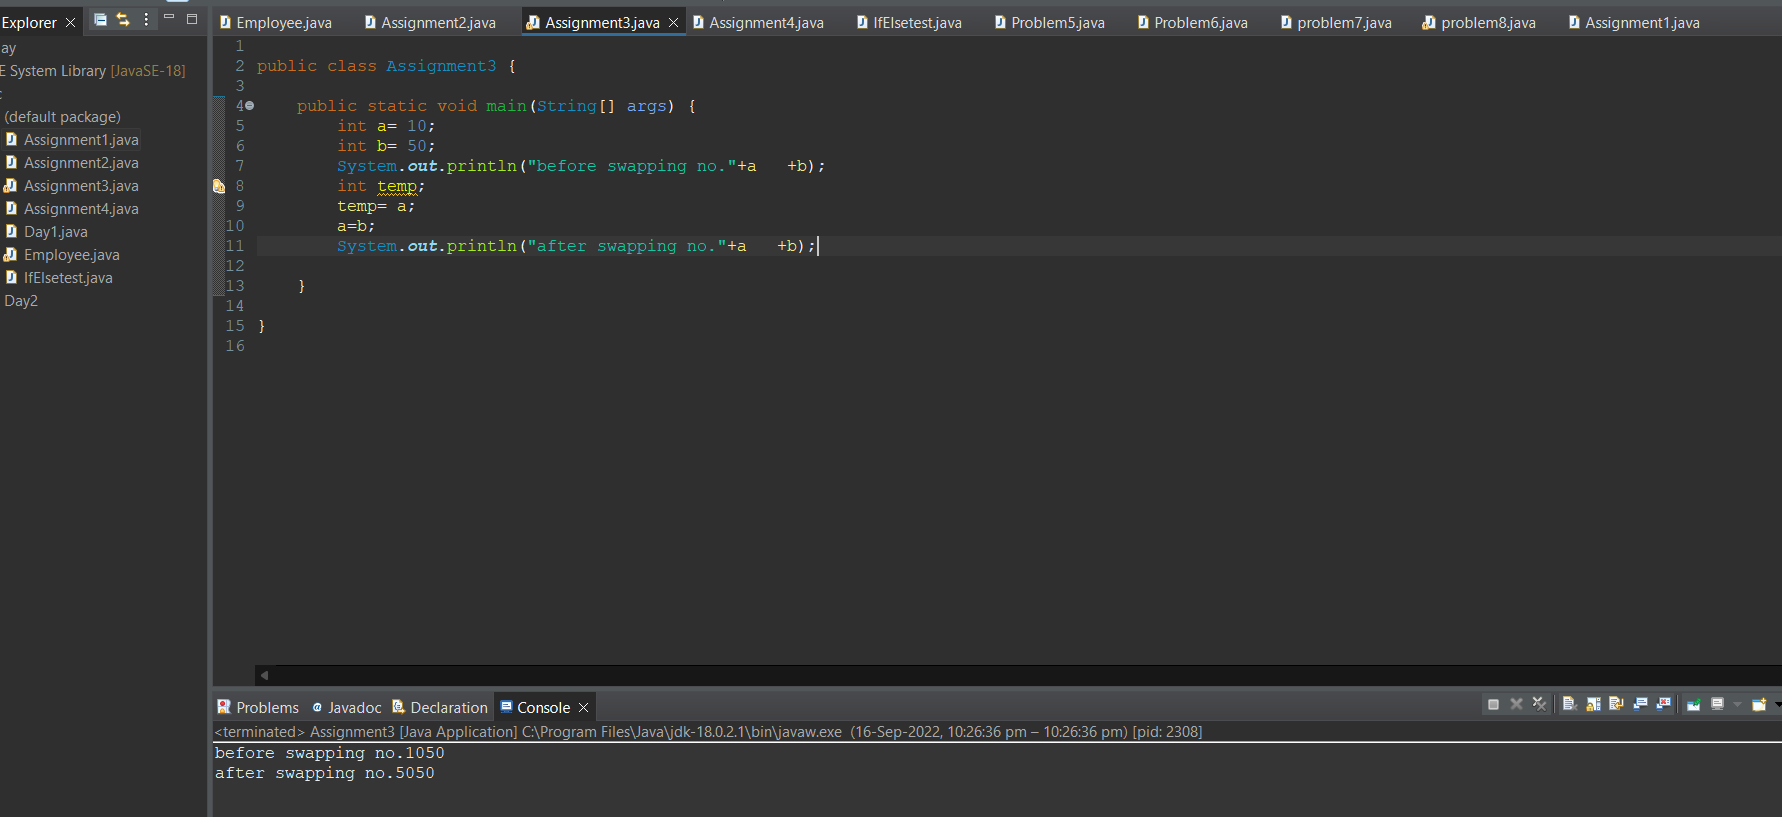 Explorer
Employee.java Assignment2.java Assignment3.java Assignment4.java IfElsetest.java Problem5.java Problem6.java problem7.java problem8.java Assignment1.java
ay
E System Library [JavaSE-18]
(default package)
Assignment1.java
Assignment2.java
Assignment3.java
Assignment4.java
Day1.java
Employee.java
IfElsetest.java
Day2
1
2 public class Assignment3 {
3
4 public static void main(String[] args) {
5 int a= 10;
6 int b= 50;
7 System.out.println("before swapping no."+a   +b);
8 int temp;
9 temp= a;
10 a=b;
11 System.out.println("after swapping no."+a   +b);
12
13 }
14
15 }
16
Problems Javadoc Declaration Console
<terminated> Assignment3 [Java Application] C:\Program Files\Java\jdk-18.0.2.1\bin\javaw.exe (16-Sep-2022, 10:26:36 pm – 10:26:36 pm) [pid: 2308]
before swapping no.1050
after swapping no.5050